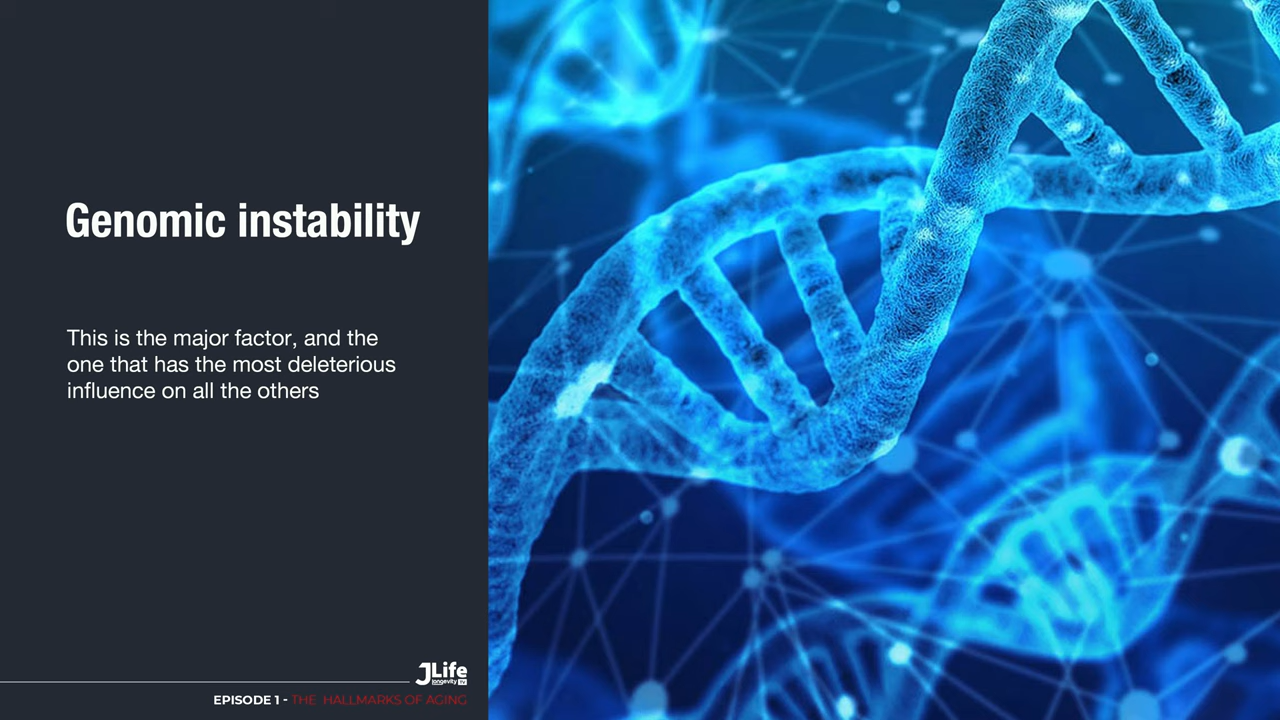 Genomic instability
This is the major factor, and the
one that has the most deleterious
influence on all the others
JLife
longevity TV
EPISODE 1 - THE HALLMARKS OF AGING